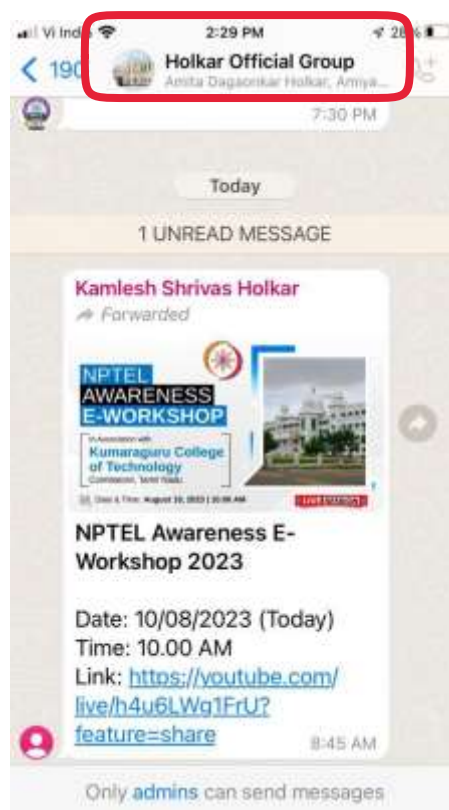 Vi India
2:29 PM
28%
190
Holkar Official Group
Amita Dagaonkar Holkar, Amiya...
7:30 PM
Today
1 UNREAD MESSAGE
Kamlesh Shrivas Holkar
Forwarded
NPTEL
AWARENESS
E-WORKSHOP
In Association with
Kumaraguru College
of Technology
Coimbatore, Tamil Nadu
Date & Time: August 10, 2023 | 10.00 AM
NPTEL Awareness E-
Workshop 2023
Date: 10/08/2023 (Today)
Time: 10.00 AM
Link: https://youtube.com/
live/h4u6LWq1FrU?
feature=share
8:45 AM
Only admins can send messages